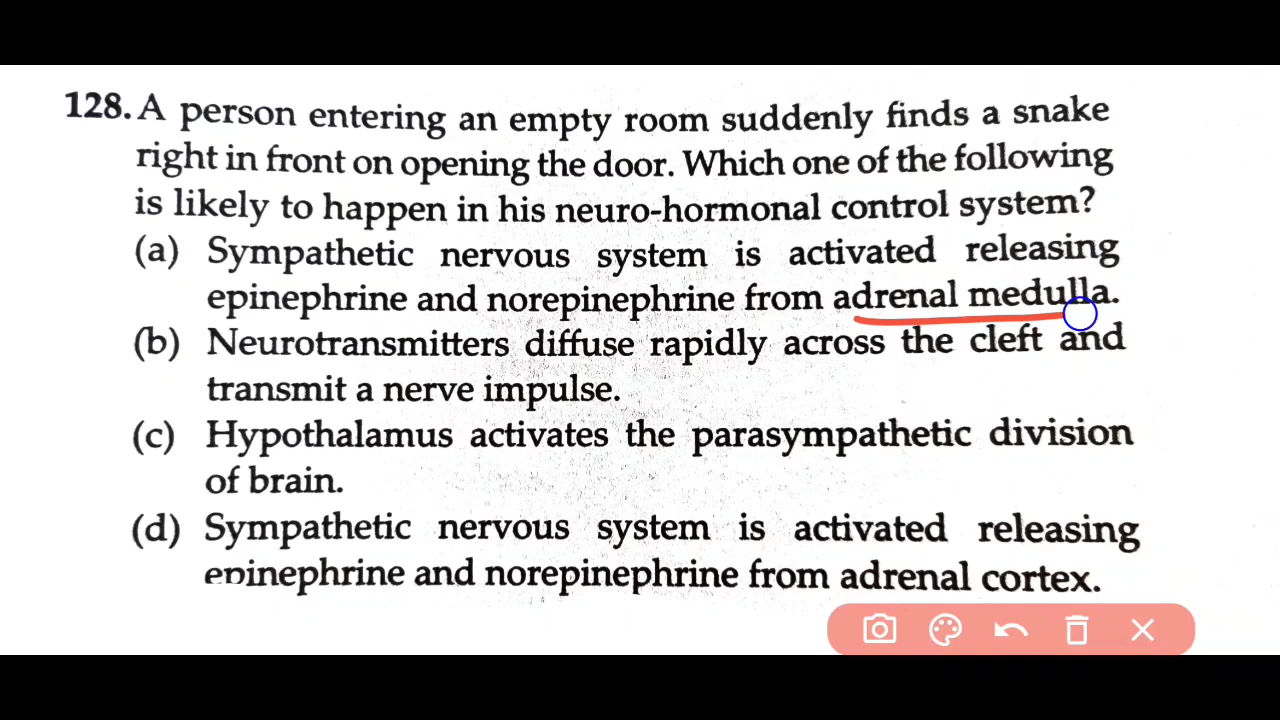 128. A person entering an empty room suddenly finds a snake
right in front on opening the door. Which one of the following
is likely to happen in his neuro-hormonal control system?
(a) Sympathetic nervous system is activated releasing
epinephrine and norepinephrine from adrenal medulla.
(b) Neurotransmitters diffuse rapidly across the cleft and
transmit a nerve impulse.
(c) Hypothalamus activates the parasympathetic division
of brain.
(d) Sympathetic nervous system is activated releasing
epinephrine and norepinephrine from adrenal cortex.